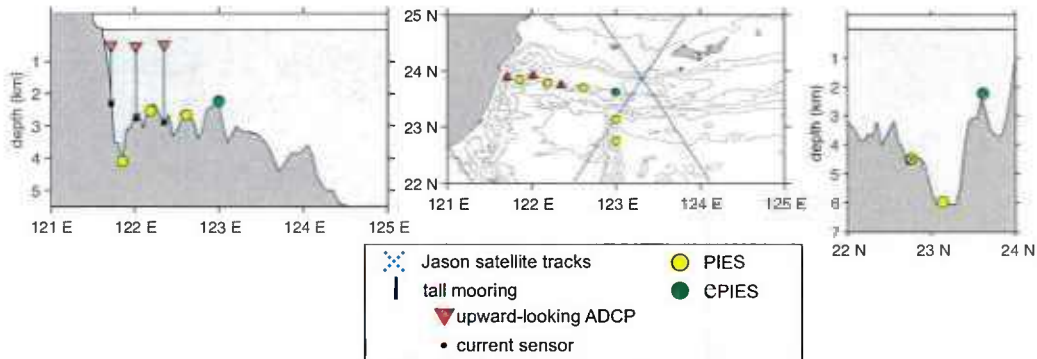 depth (km)
1
2
3
4
5
121 E
122 E
123 E
124 E
125 E
25 N
24 N
23 N
22 N
121 E
122 E
123 E
124 E
125 E
depth (km)
1
2
3
4
5
6
7
22 N
23 N
24 N
Jason satellite tracks
tall mooring
upward-looking ADCP
current sensor
PIES
CPIES